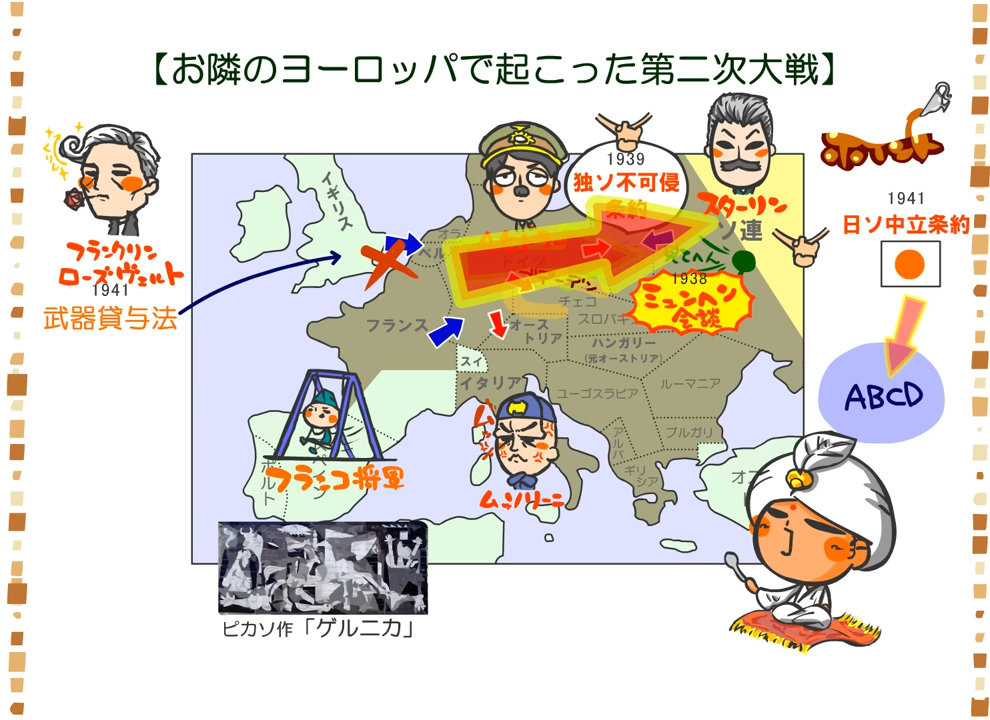 【お隣のヨーロッパで起こった第二次大戦】
1939
独ソ不可侵
条約
スターリン
ソ連
1941
日ソ中立条約
ABCD
フランクリン
ローズヴェルト
1941
武器貸与法
イギリス
オラ
ベル
ドイツ
1938
ミュンヘン
会談
チェコ
スロバキ
フランス
オース
トリア
ハンガリー
(元オーストリア)
スイ
イタリア
ユーゴスラビア
ルーマニア
ブルガリ
アルバ
ギリ
シア
オス
ムッソリーニ
ポルト
フランコ将軍
ピカソ作「ゲルニカ」